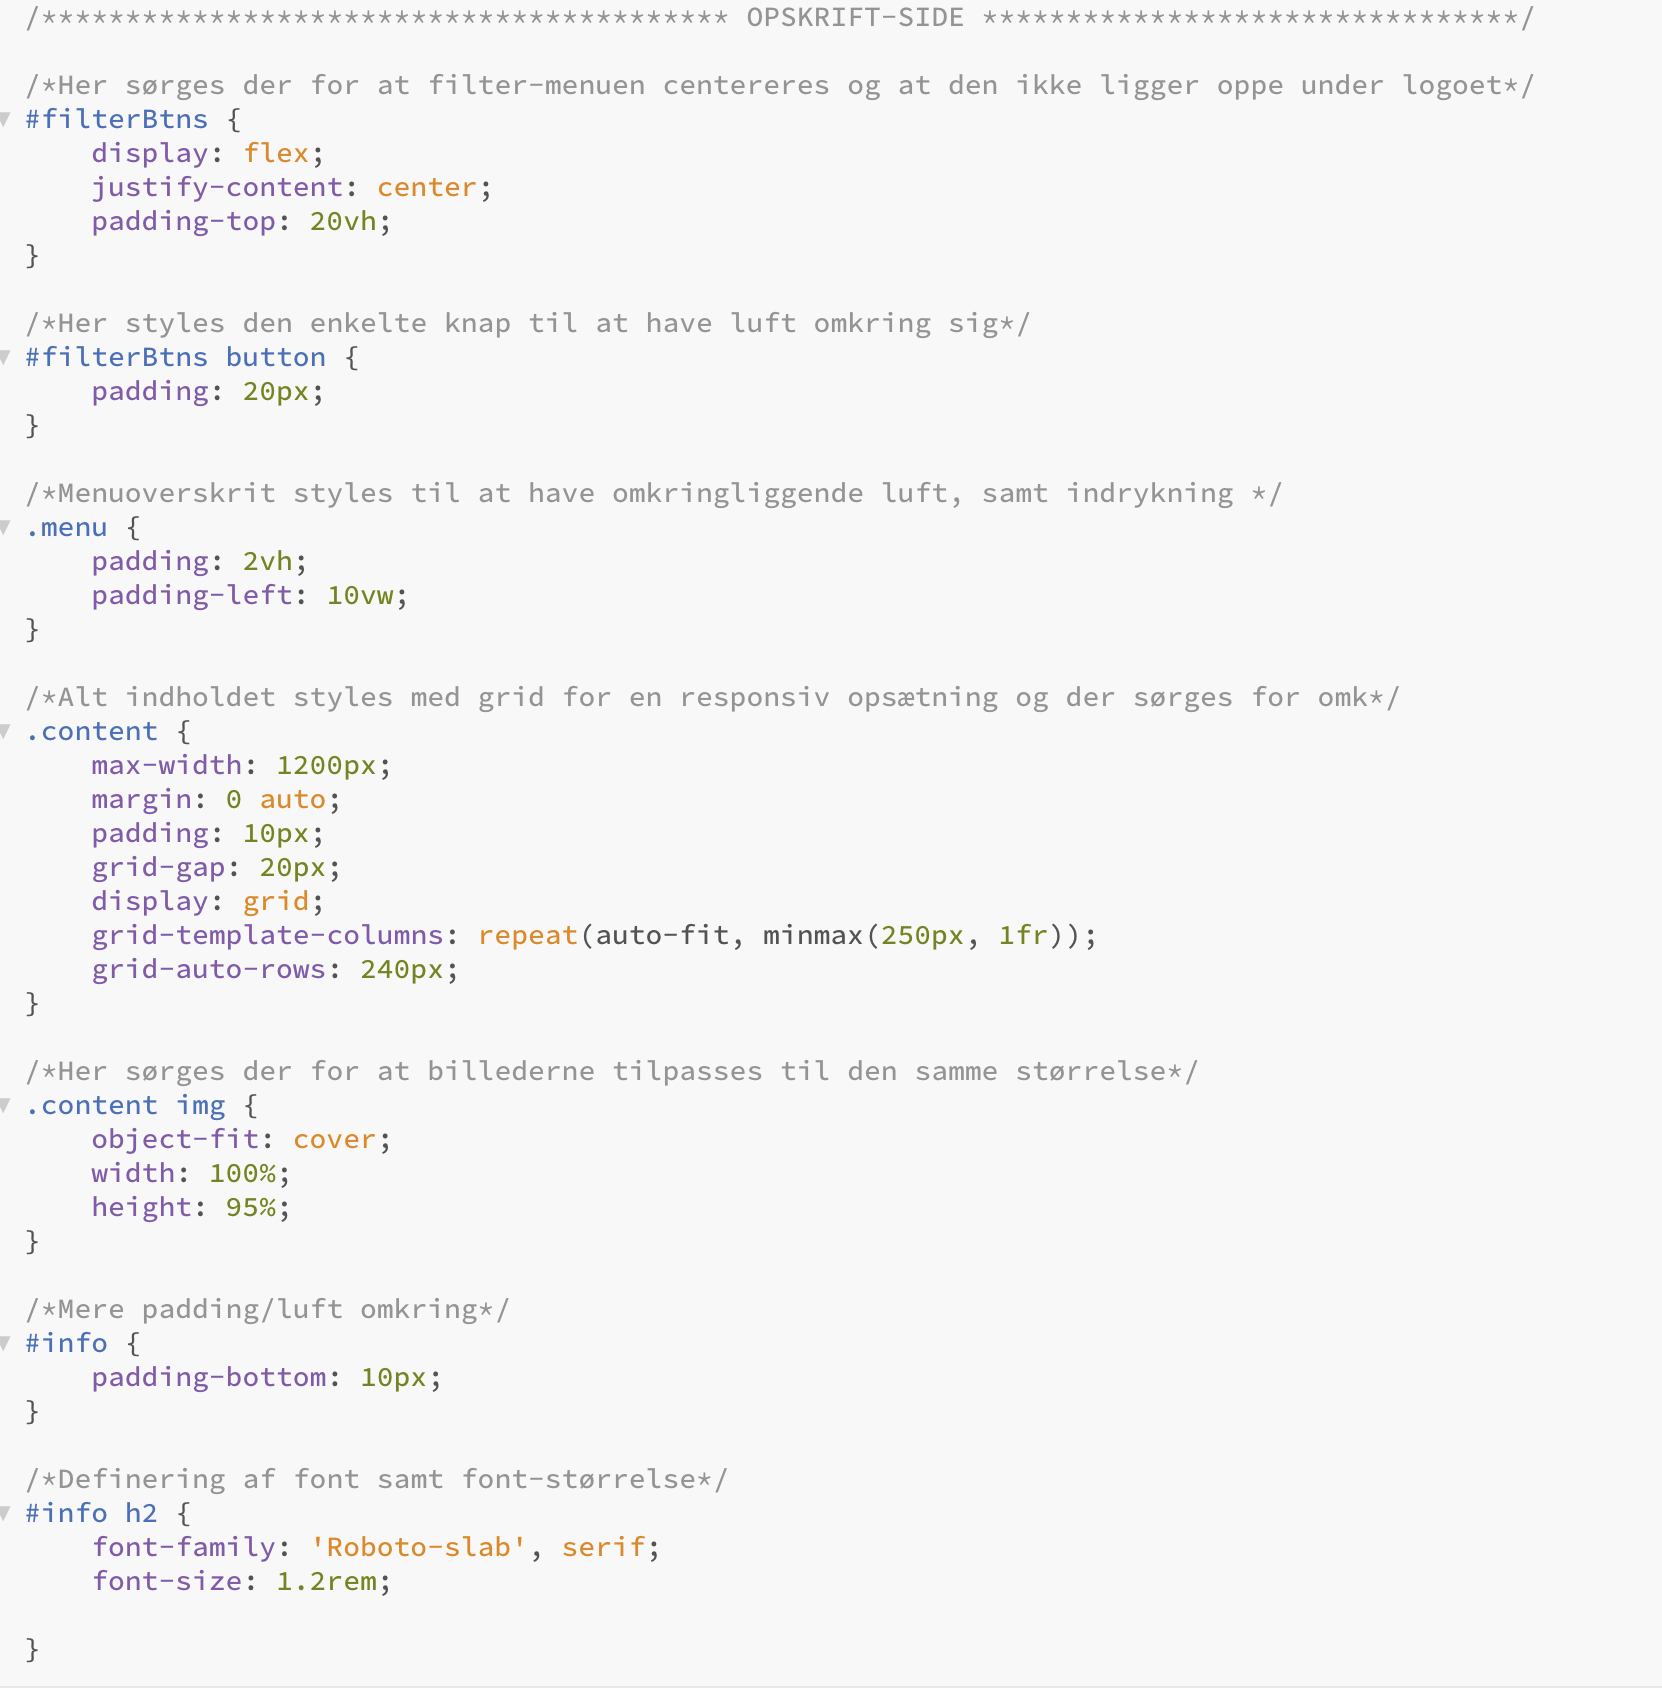 /***************************************** OPSKRIFT-SIDE ********************************/
/*Her sørges der for at filter-menuen centereres og at den ikke ligger oppe under logoet*/
#filterBtns {
    display: flex;
    justify-content: center;
    padding-top: 20vh;
}
/*Her styles den enkelte knap til at have luft omkring sig*/
#filterBtns button {
    padding: 20px;
}
/*Menuoverskrit styles til at have omkringliggende luft, samt indrykning */
.menu {
    padding: 2vh;
    padding-left: 10vw;
}
/*Alt indholdet styles med grid for en responsiv opsætning og der sørges for omk*/
.content {
    max-width: 1200px;
    margin: 0 auto;
    padding: 10px;
    grid-gap: 20px;
    display: grid;
    grid-template-columns: repeat(auto-fit, minmax(250px, 1fr));
    grid-auto-rows: 240px;
}
/*Her sørges der for at billederne tilpasses til den samme størrelse*/
.content img {
    object-fit: cover;
    width: 100%;
    height: 95%;
}
/*Mere padding/luft omkring*/
#info {
    padding-bottom: 10px;
}
/*Definering af font samt font-størrelse*/
#info h2 {
    font-family: 'Roboto-slab', serif;
    font-size: 1.2rem;
}